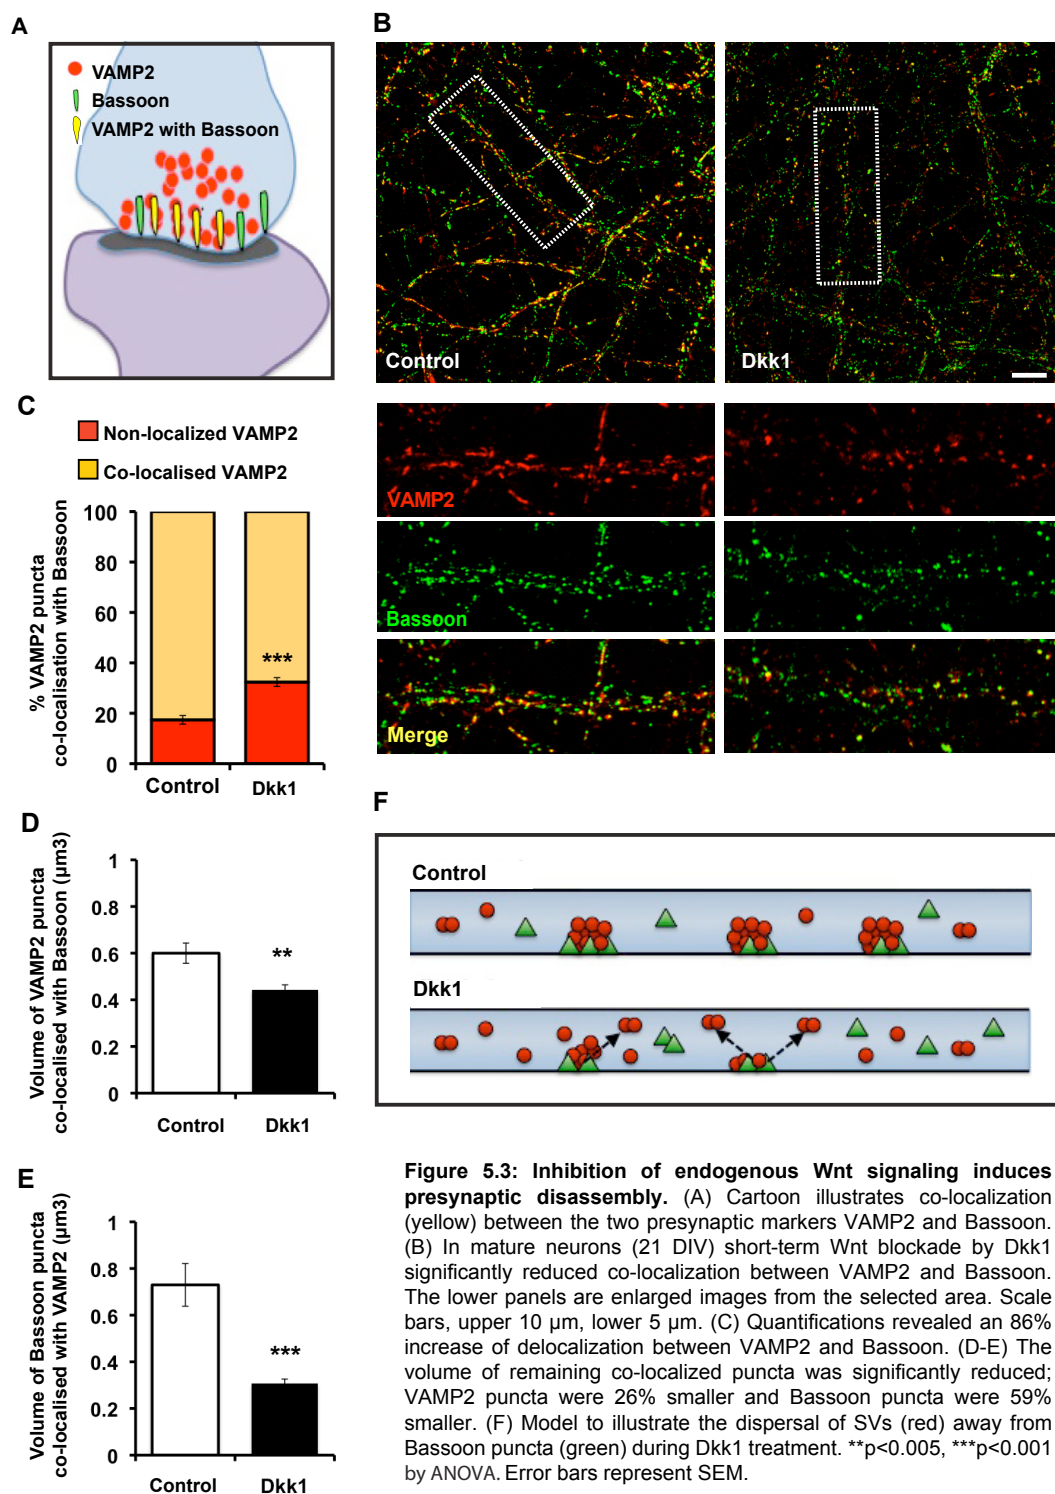 A
VAMP2
Bassoon
VAMP2 with Bassoon
B
Control
Dkk1
VAMP2
Bassoon
Merge
C
Non-localized VAMP2
Co-localised VAMP2
% VAMP2 puncta
co-localisation with Bassoon
100
80
60
40
20
0
***
Control
Dkk1
D
Volume of VAMP2 puncta
co-localised with Bassoon (µm3)
1
0.8
0.6
0.4
0.2
0
**
Control
Dkk1
E
Volume of Bassoon puncta
co-localised with VAMP2 (µm3)
1
0.8
0.6
0.4
0.2
0
***
Control
Dkk1
F
Control
Dkk1
Figure 5.3: Inhibition of endogenous Wnt signaling induces
presynaptic disassembly. (A) Cartoon illustrates co-localization
(yellow) between the two presynaptic markers VAMP2 and Bassoon.
(B) In mature neurons (21 DIV) short-term Wnt blockade by Dkk1
significantly reduced co-localization between VAMP2 and Bassoon.
The lower panels are enlarged images from the selected area. Scale
bars, upper 10 µm, lower 5 µm. (C) Quantifications revealed an 86%
increase of delocalization between VAMP2 and Bassoon. (D-E) The
volume of remaining co-localized puncta was significantly reduced;
VAMP2 puncta were 26% smaller and Bassoon puncta were 59%
smaller. (F) Model to illustrate the dispersal of SVs (red) away from
Bassoon puncta (green) during Dkk1 treatment. **p<0.005, ***p<0.001
by ANOVA. Error bars represent SEM.